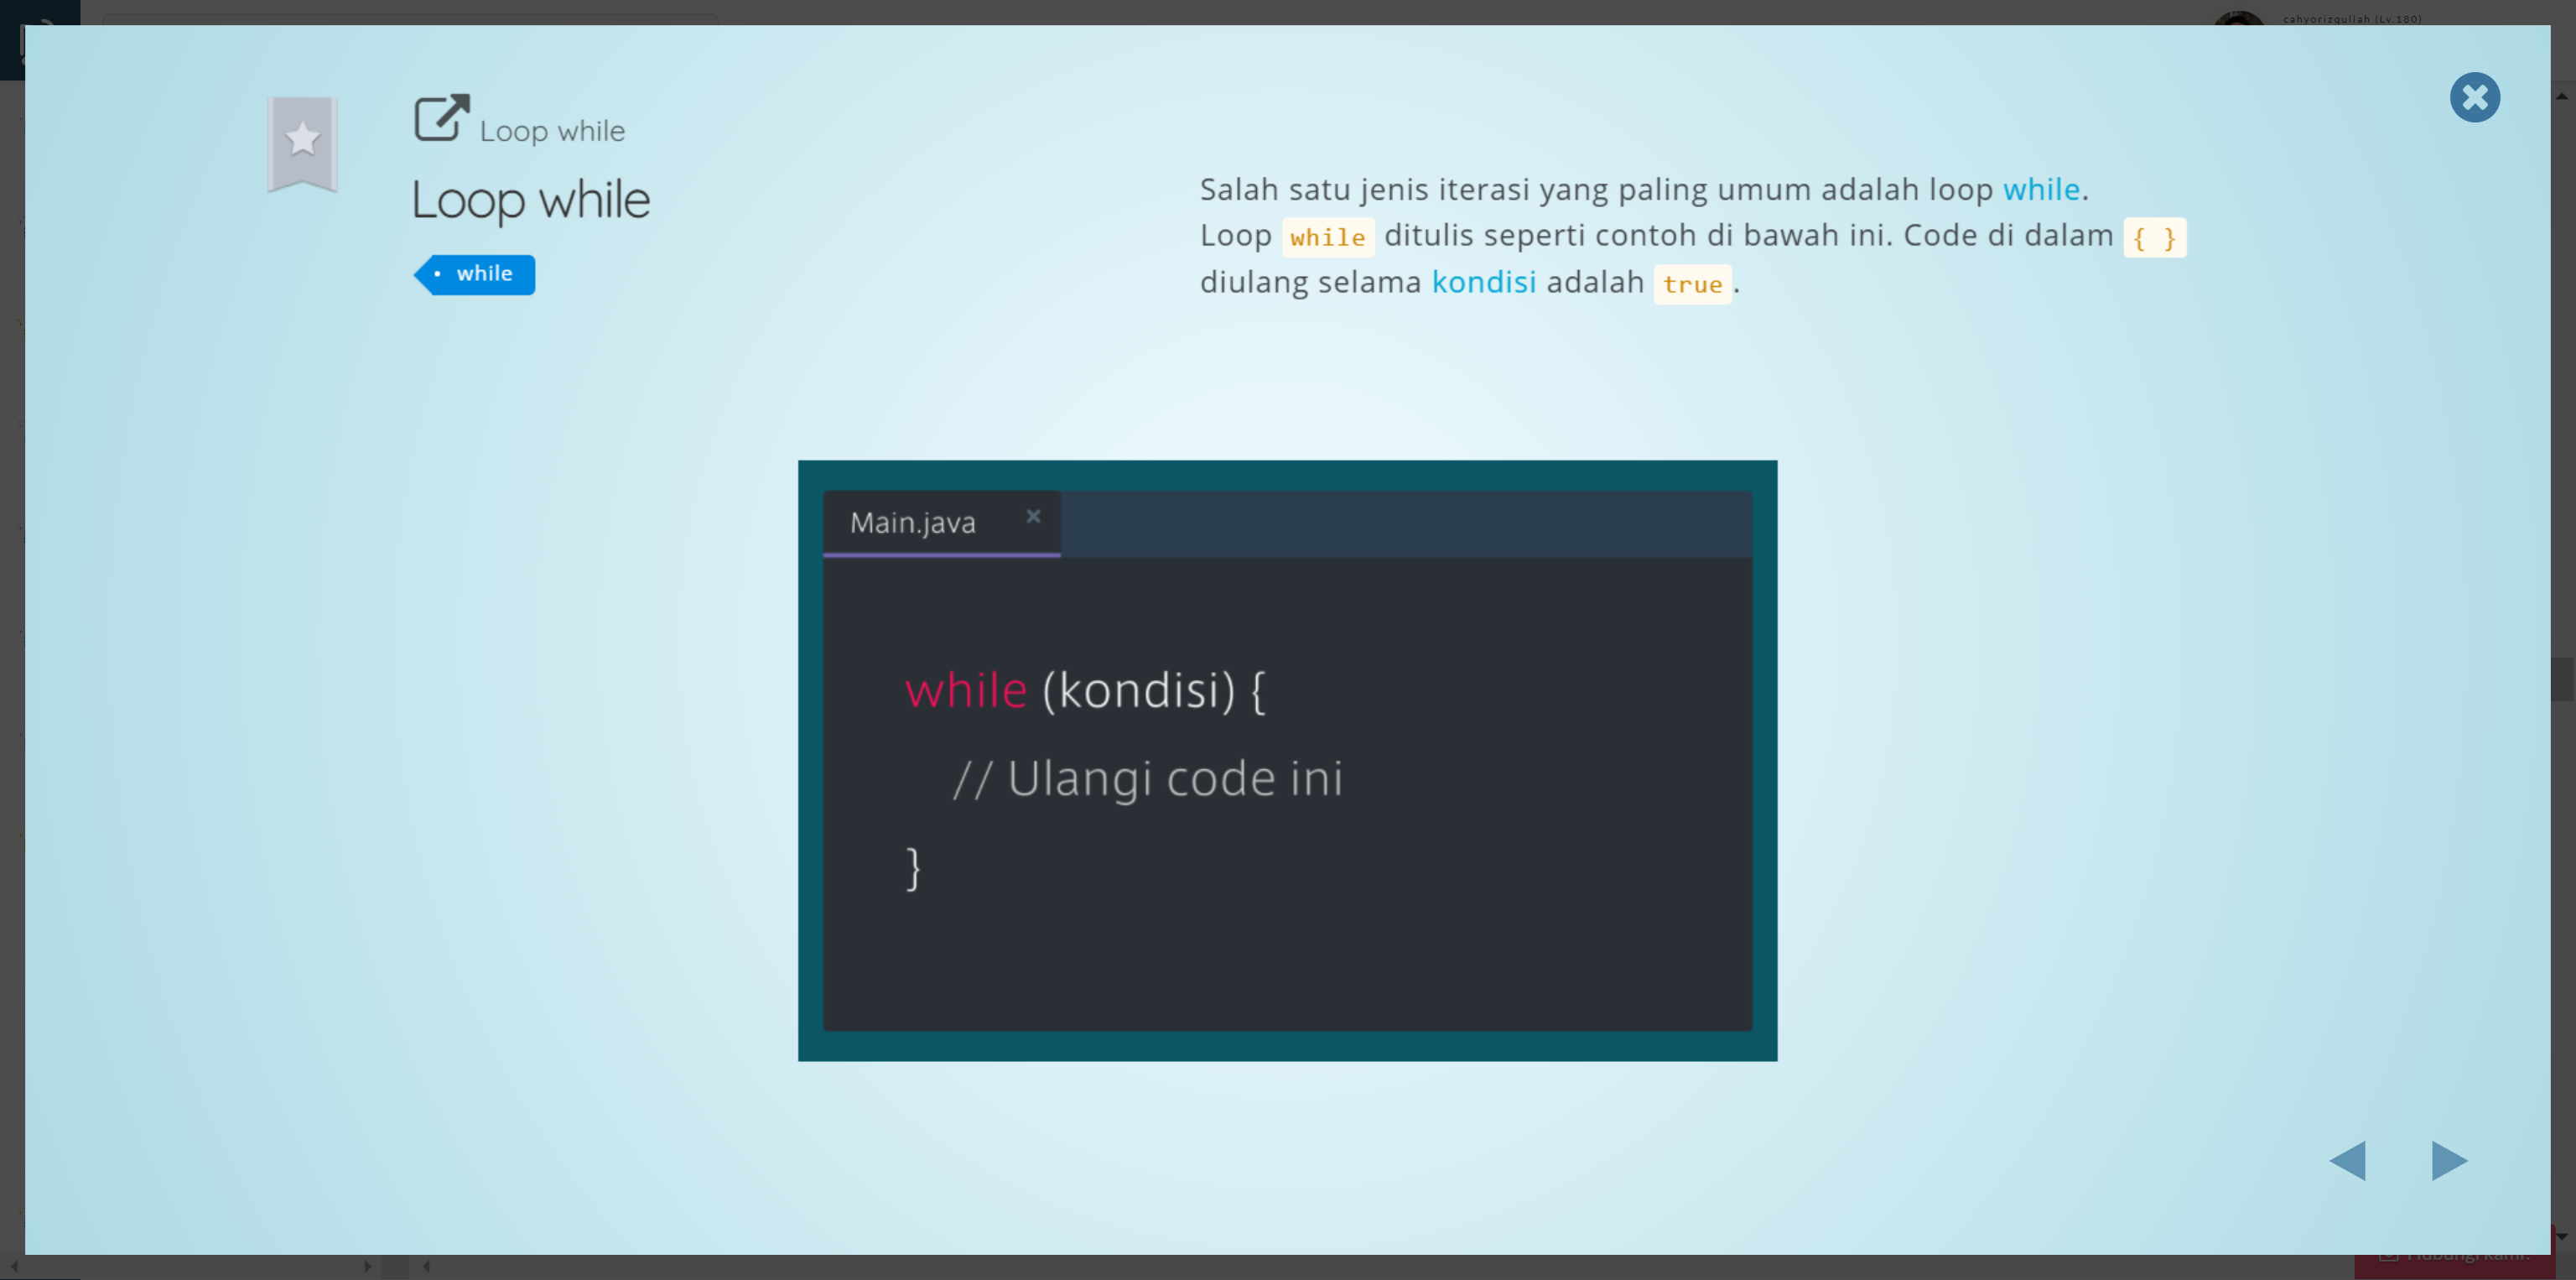 cahyorizqullah (Lv.180)
Loop while
Loop while
while
Salah satu jenis iterasi yang paling umum adalah loop while.
Loop while ditulis seperti contoh di bawah ini. Code di dalam { }
diulang selama kondisi adalah true.
Main.java
while (kondisi) {
// Ulangi code ini
}
Hubungi kami!